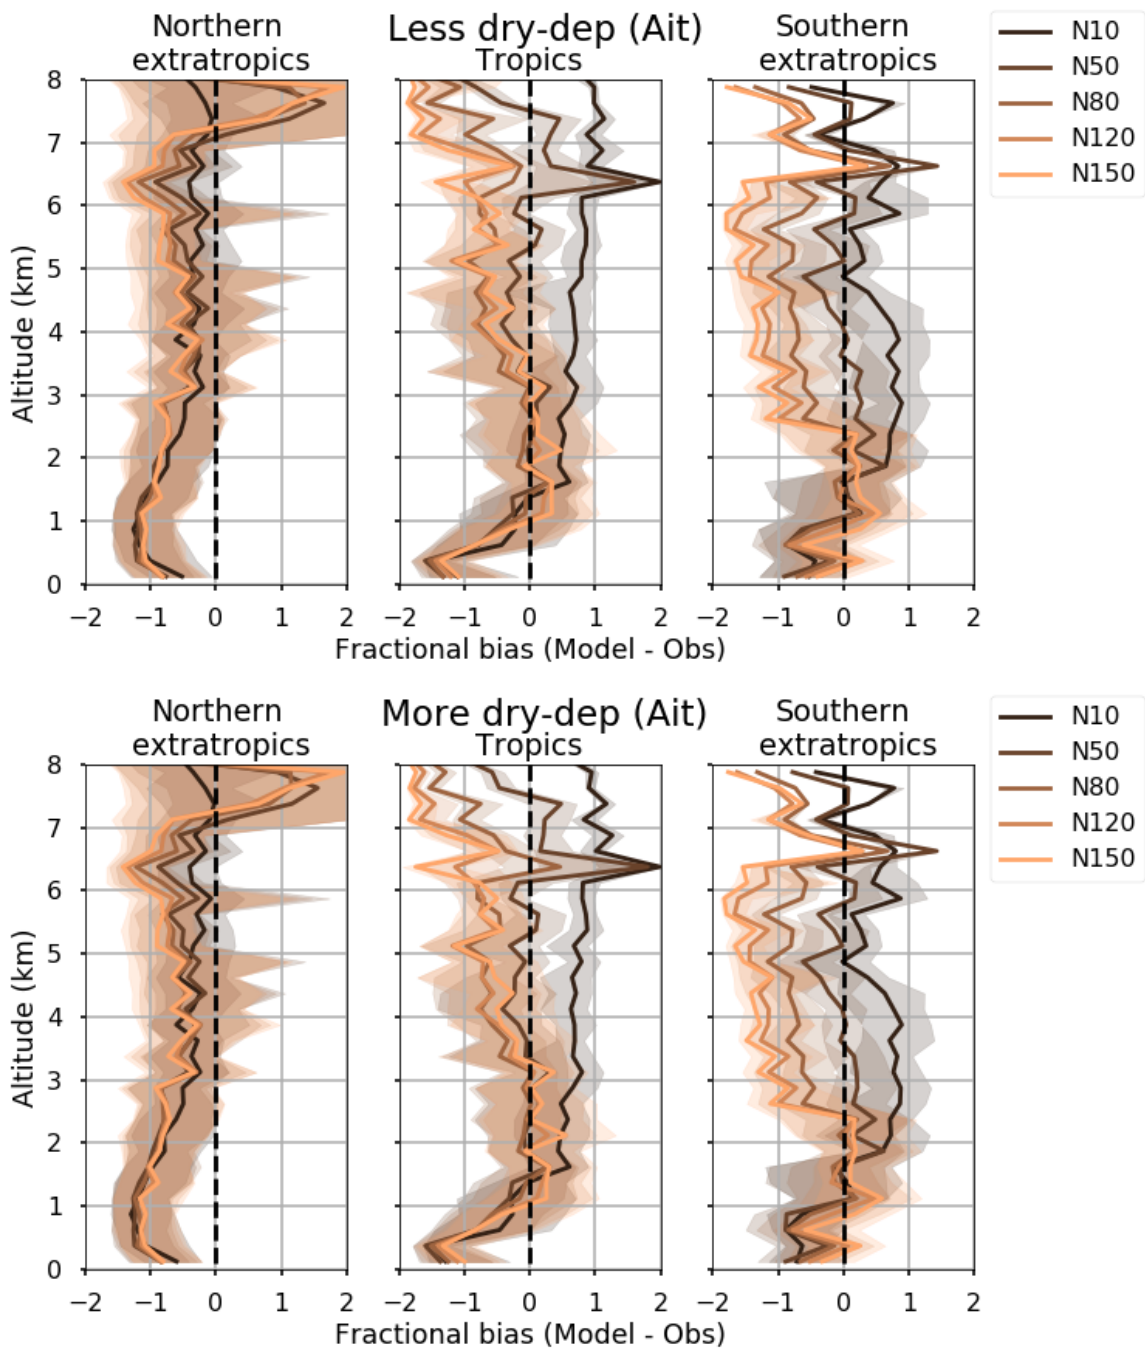 Less dry-dep (Ait)
Northern
extratropics
Tropics
Southern
extratropics
N10
N50
N80
N120
N150
8
7
6
5
4
3
2
1
0
Altitude (km)
−2 −1 0 1 2
−2 −1 0 1 2
−2 −1 0 1 2
Fractional bias (Model - Obs)
More dry-dep (Ait)
Northern
extratropics
Tropics
Southern
extratropics
N10
N50
N80
N120
N150
8
7
6
5
4
3
2
1
0
Altitude (km)
−2 −1 0 1 2
−2 −1 0 1 2
−2 −1 0 1 2
Fractional bias (Model - Obs)